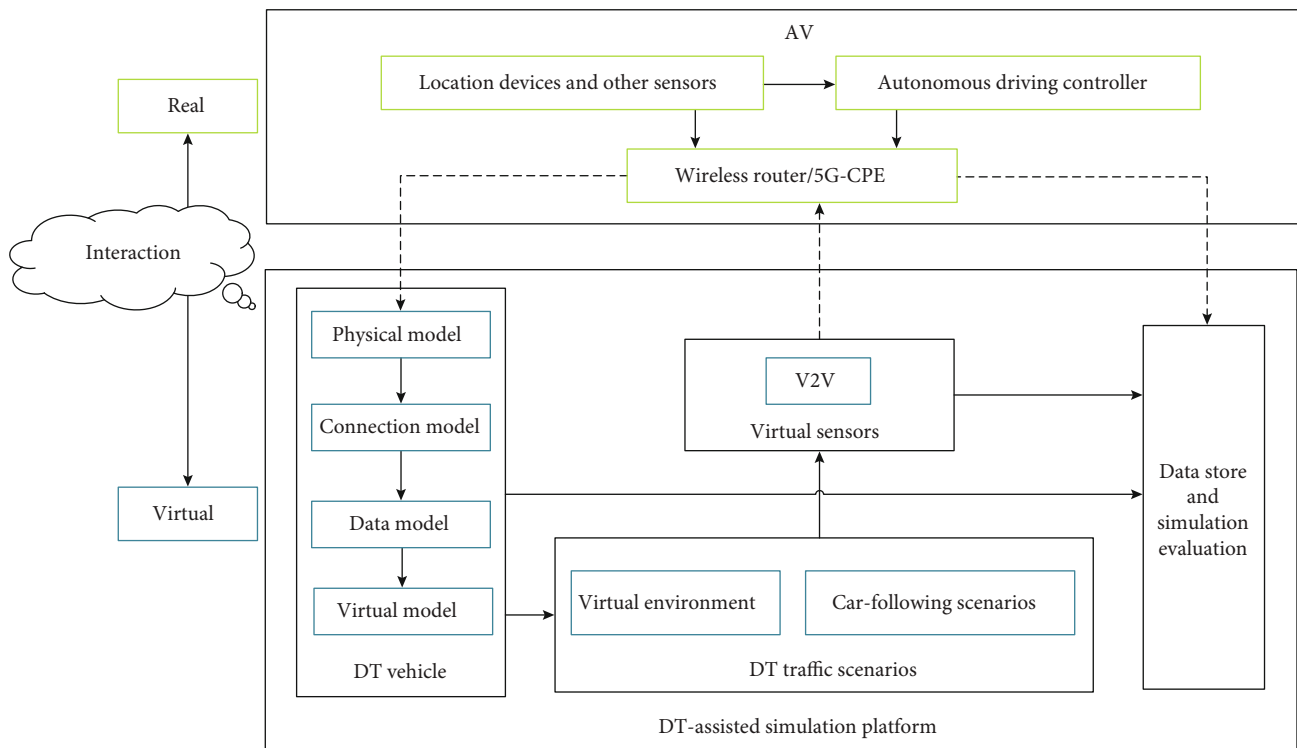 AV
Location devices and other sensors
Autonomous driving controller
Real
Wireless router/5G-CPE
Interaction
Physical model
V2V
Connection model
Virtual sensors
Virtual
Data model
Data store
and
simulation
evaluation
Virtual model
Virtual environment
Car-following scenarios
DT vehicle
DT traffic scenarios
DT-assisted simulation platform